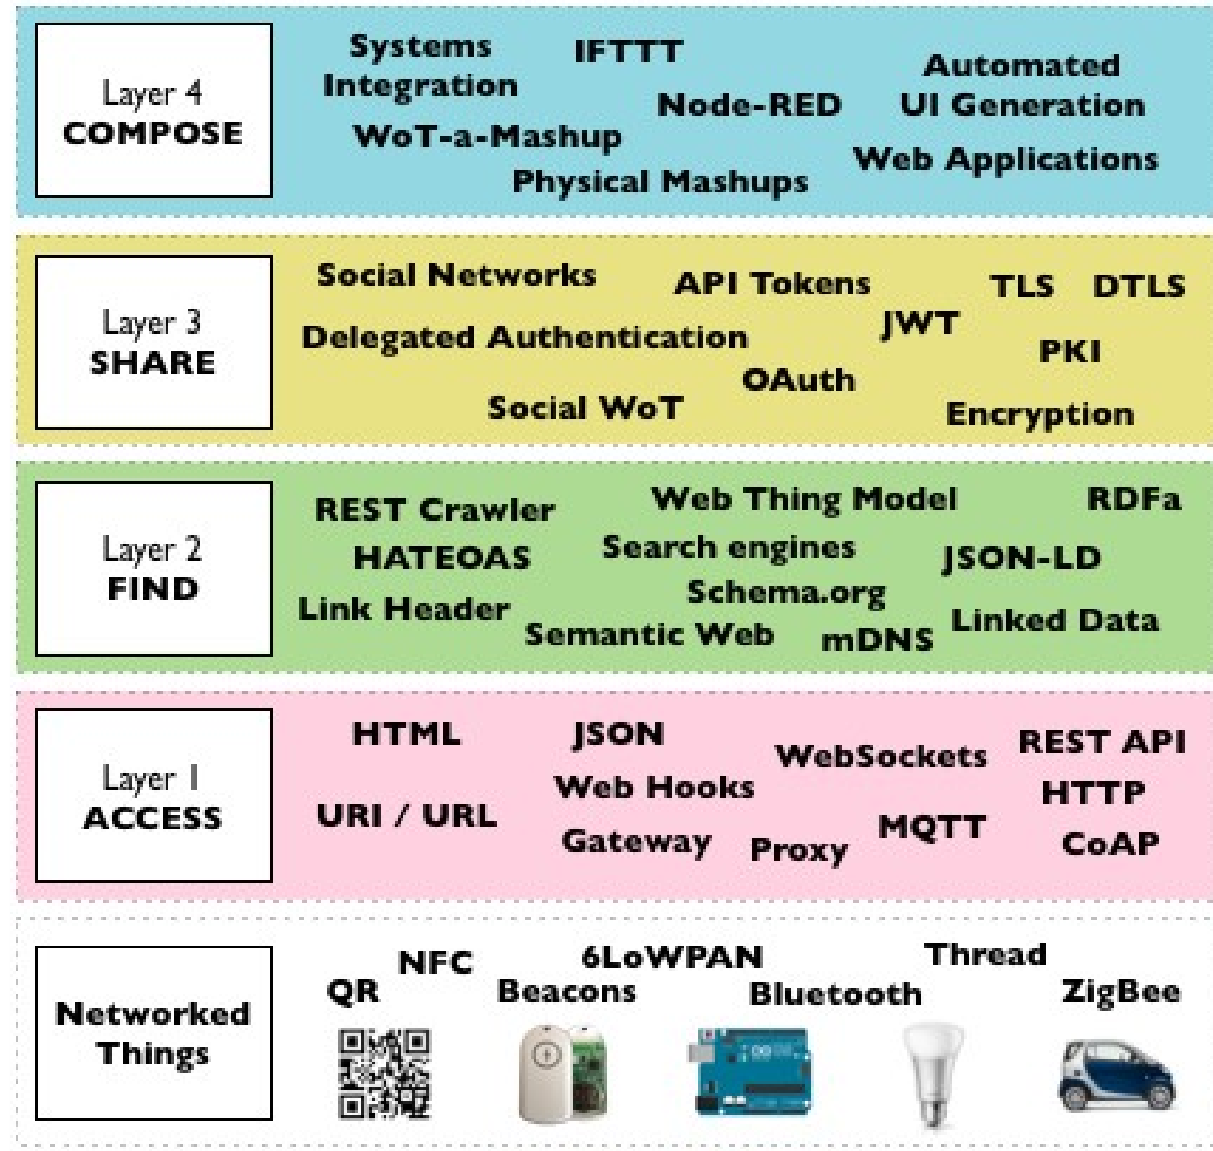 Layer 4
COMPOSE
Systems
Integration
IFTTT
Automated
UI Generation
Node-RED
WoT-a-Mashup
Web Applications
Physical Mashups
Layer 3
SHARE
Social Networks
API Tokens
TLS
DTLS
JWT
Delegated Authentication
PKI
OAuth
Social WoT
Encryption
Layer 2
FIND
REST Crawler
Web Thing Model
RDFa
HATEOAS
Search engines
JSON-LD
Schema.org
Link Header
Semantic Web
mDNS
Linked Data
Layer 1
ACCESS
HTML
JSON
WebSockets
REST API
Web Hooks
HTTP
URI / URL
Gateway
Proxy
MQTT
CoAP
Networked
Things
NFC
6LoWPAN
Thread
QR
Beacons
Bluetooth
ZigBee